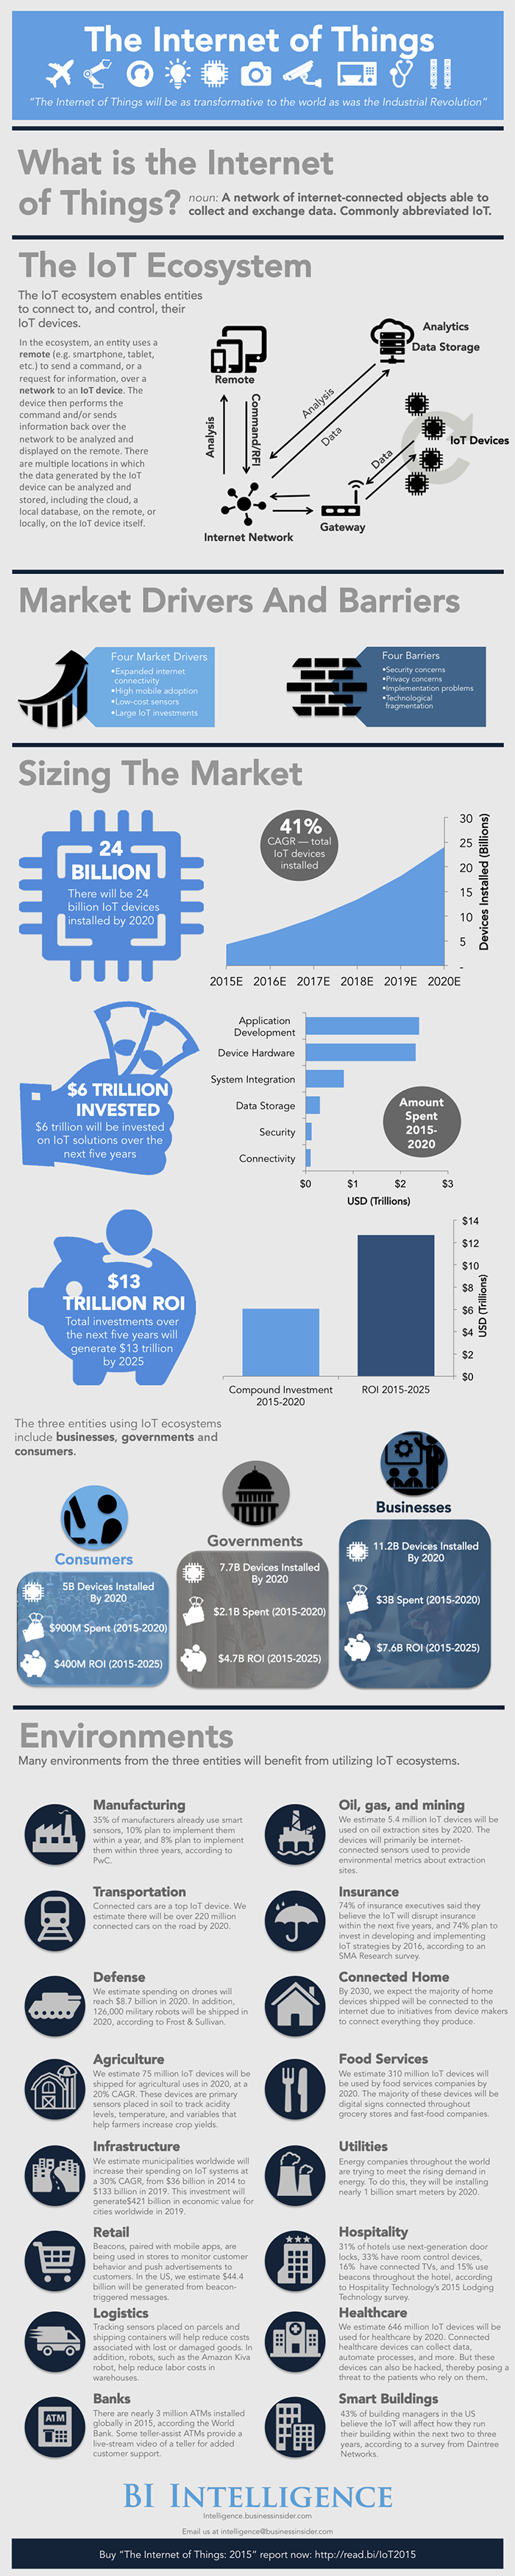 The Internet of Things
“The Internet of Things will be as transformative to the world as was the Industrial Revolution”
What is the Internet
of Things?
noun: A network of internet-connected objects able to
collect and exchange data. Commonly abbreviated IoT.
The IoT Ecosystem
The IoT ecosystem enables entities
to connect to, and control, their
IoT devices.
In the ecosystem, an entity uses a
remote (e.g. smartphone, tablet,
etc.) to send a command, or a
request for information, over a
network to an IoT device. The
device then performs the
command and/or sends
information back over the
network to be analyzed and
displayed on the remote. There
are multiple locations in which
the data generated by the IoT
device can be analyzed and
stored, including the cloud, a
local database, on the remote, or
locally, on the IoT device itself.
Remote
Analytics
Data Storage
Analysis
Command/RFI
Analysis
Data
Data
IoT Devices
Internet Network
Gateway
Market Drivers And Barriers
Four Market Drivers
•Expanded internet
connectivity
•High mobile adoption
•Low-cost sensors
•Large IoT investments
Four Barriers
•Security concerns
•Privacy concerns
•Implementation problems
•Technological
fragmentation
Sizing The Market
24
BILLION
There will be 24
billion IoT devices
installed by 2020
41%
CAGR — total
IoT devices
installed
30
25
20
15
10
5
-
Devices Installed (Billions)
2015E 2016E 2017E 2018E 2019E 2020E
$6 TRILLION
INVESTED
$6 trillion will be invested
on IoT solutions over the
next five years
Application
Development
Device Hardware
System Integration
Data Storage
Security
Connectivity
Amount
Spent
2015-
2020
$0 $1 $2 $3
USD (Trillions)
$13
TRILLION ROI
Total investments over
the next five years will
generate $13 trillion
by 2025
$14
$12
$10
$8
$6
$4
$2
$0
USD (Trillions)
Compound Investment
2015-2020
ROI 2015-2025
The three entities using IoT ecosystems
include businesses, governments and
consumers.
Consumers
5B Devices Installed
By 2020
$900M Spent (2015-2020)
$400M ROI (2015-2025)
Governments
7.7B Devices Installed
By 2020
$2.1B Spent (2015-2020)
$4.7B ROI (2015-2025)
Businesses
11.2B Devices Installed
By 2020
$3B Spent (2015-2020)
$7.6B ROI (2015-2025)
Environments
Many environments from the three entities will benefit from utilizing IoT ecosystems.
Manufacturing
35% of manufacturers already use smart
sensors, 10% plan to implement them
within a year, and 8% plan to implement
them within three years, according to
PwC.
Oil, gas, and mining
We estimate 5.4 million IoT devices will be
used on oil extraction sites by 2020. The
devices will primarily be internet-
connected sensors used to provide
environmental metrics about extraction
sites.
Transportation
Connected cars are a top IoT device. We
estimate there will be over 220 million
connected cars on the road by 2020.
Insurance
74% of insurance executives said they
believe the IoT will disrupt insurance
within the next five years, and 74% plan to
invest in developing and implementing
IoT strategies by 2016, according to an
SMA Research survey.
Defense
We estimate spending on drones will
reach $8.7 billion in 2020. In addition,
126,000 military robots will be shipped in
2020, according to Frost & Sullivan.
Connected Home
By 2030, we expect the majority of home
devices shipped will be connected to the
internet due to initiatives from device makers
to connect everything they produce.
Agriculture
We estimate 75 million IoT devices will be
shipped for agricultural uses in 2020, at a
20% CAGR. These devices are primary
sensors placed in soil to track acidity
levels, temperature, and variables that
help farmers increase crop yields.
Food Services
We estimate 310 million IoT devices will
be used by food services companies by
2020. The majority of these devices will be
digital signs connected throughout
grocery stores and fast-food companies.
Infrastructure
We estimate municipalities worldwide will
increase their spending on IoT systems at
a 30% CAGR, from $36 billion in 2014 to
$133 billion in 2019. This investment will
generate$421 billion in economic value for
cities worldwide in 2019.
Utilities
Energy companies throughout the world
are trying to meet the rising demand in
energy. To do this, they will be installing
nearly 1 billion smart meters by 2020.
Retail
Beacons, paired with mobile apps, are
being used in stores to monitor customer
behavior and push advertisements to
customers. In the US, we estimate $44.4
billion will be generated from beacon-
triggered messages.
Hospitality
31% of hotels use next-generation door
locks, 33% have room control devices,
16% have connected TVs, and 15% use
beacons throughout the hotel, according
to Hospitality Technology's 2015 Lodging
Technology survey.
Logistics
Tracking sensors placed on parcels and
shipping containers will help reduce costs
associated with lost or damaged goods. In
addition, robots, such as the Amazon Kiva
robot, help reduce labor costs in
warehouses.
Healthcare
We estimate 646 million IoT devices will be
used for healthcare by 2020. Connected
healthcare devices can collect data,
automate processes, and more. But these
devices can also be hacked, thereby posing a
threat to the patients who rely on them.
Banks
There are nearly 3 million ATMs installed
globally in 2015, according the World
Bank. Some teller-assist ATMs provide a
live-stream video of a teller for added
customer support.
ATM
Smart Buildings
43% of building managers in the US
believe the IoT will affect how they run
their building within the next two to three
years, according to a survey from Daintree
Networks.
BI INTELLIGENCE
Intelligence.businessinsider.com
Email us at intelligence@businessinsider.com
Buy “The Internet of Things: 2015” report now: http://read.bi/IoT2015